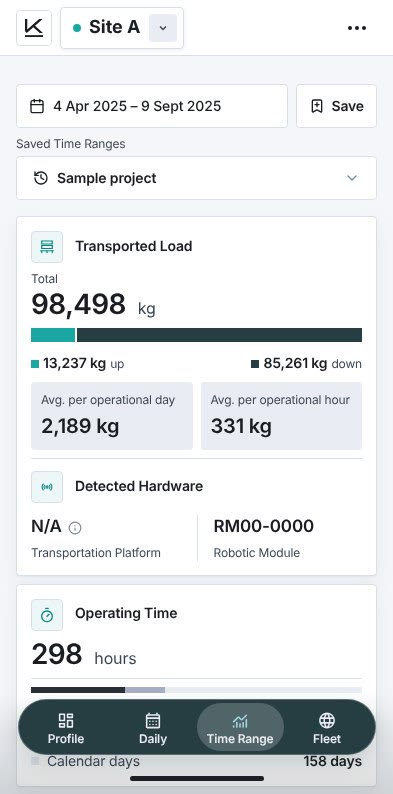 Site A
4 Apr 2025 – 9 Sept 2025
Save
Saved Time Ranges
Sample project
Transported Load
Total
98,498 kg
13,237 kg up
85,261 kg down
Avg. per operational day
2,189 kg
Avg. per operational hour
331 kg
Detected Hardware
N/A
Transportation Platform
RM00-0000
Robotic Module
Operating Time
298 hours
Profile
Daily
Time Range
Fleet
Calendar days
158 days